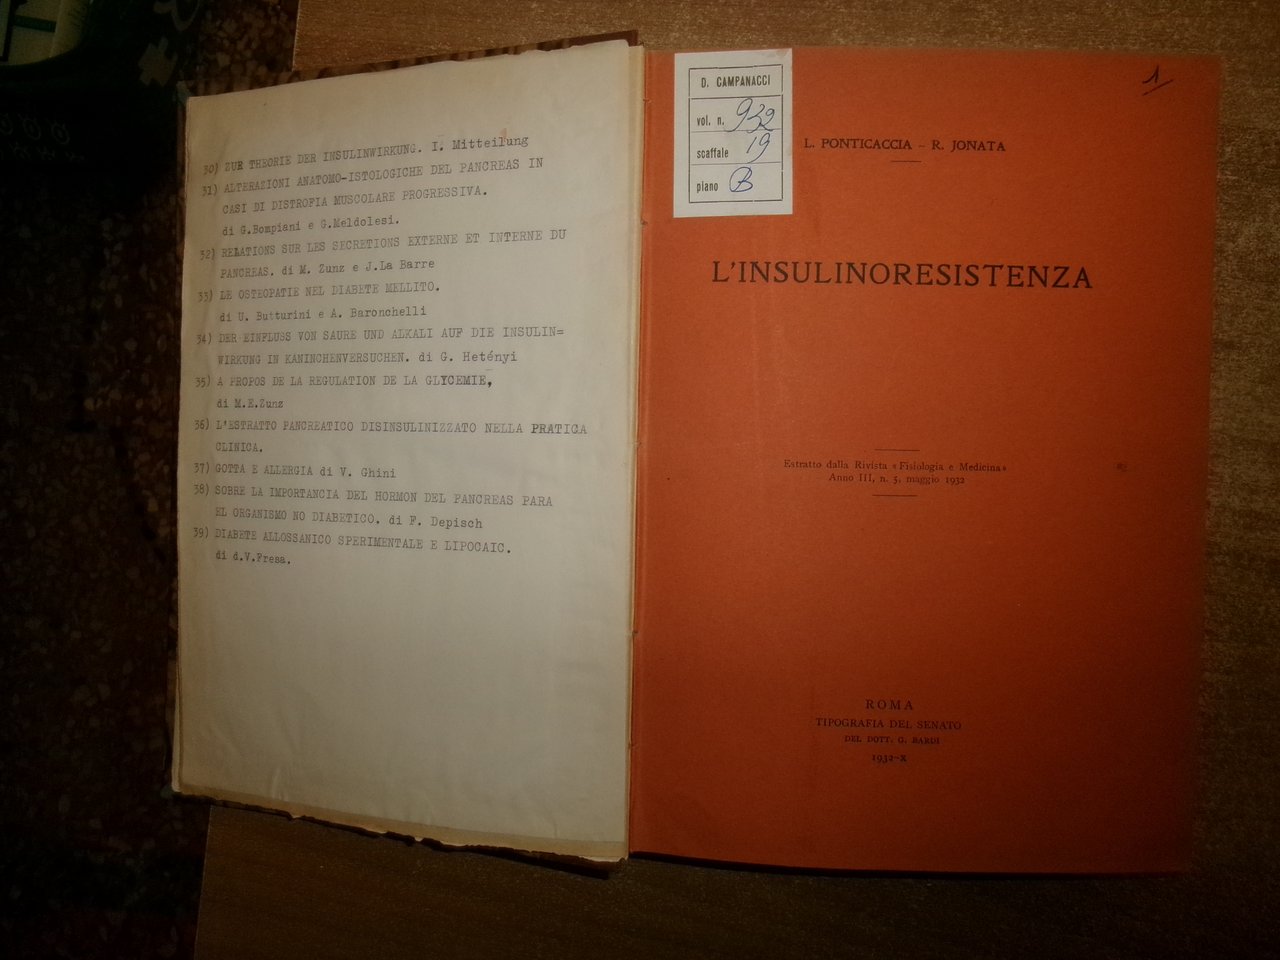 30) ZUR THEORIE DER INSULINWIRKUNG. I. Mitteilung
31) ALTERAZIONI ANATOMO-ISTOLOGICHE DEL PANCREAS IN
CASI DI DISTROFIA MUSCOLARE PROGRESSIVA.
di G.Bompiani e G.Meldolesi.
32) RELATIONS SUR LES SECRETIONS EXTERNE ET INTERNE DU
PANCREAS. di M. Zunz e J.La Barre
33) LE OSTEOPATIE NEL DIABETE MELLITO.
di U. Butturini e A. Baronchelli
34) DER EINFLUSS VON SAURE UND ALKALI AUF DIE INSULIN=
WIRKUNG IN KANINCHENVERSUCHEN. di G. Hetényi
35) A PROPOS DE LA REGULATION DE LA GLYCEMIE,
di M.E.Zunz
36) L'ESTRATTO PANCREATICO DISINSULINIZZATO NELLA PRATICA
CLINICA.
37) GOTTA E ALLERGIA di V. Ghini
38) SOBRE LA IMPORTANCIA DEL HORMON DEL PANCREAS PARA
EL ORGANISMO NO DIABETICO. di F. Depisch
39) DIABETE ALLOSSANICO SPERIMENTALE E LIPOCAIC.
di d.V.Fresa.
D. CAMPANACCI
vol. n. 932
scaffale 19
piano B
1
L. PONTICACCIA - R. JONATA
L'INSULINORESISTENZA
Estratto dalla Rivista «Fisiologia e Medicina»
Anno III, n. 5, maggio 1932
ROMA
TIPOGRAFIA DEL SENATO
DEL DOTT. G. BARDI
1932-X